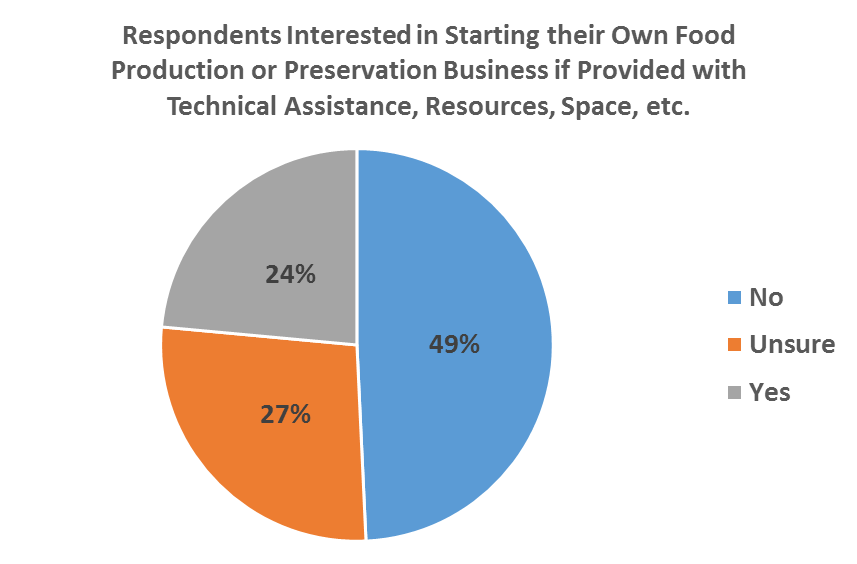 Respondents Interested in Starting their Own Food
Production or Preservation Business if Provided with
Technical Assistance, Resources, Space, etc.
24%
49%
27%
No
Unsure
Yes